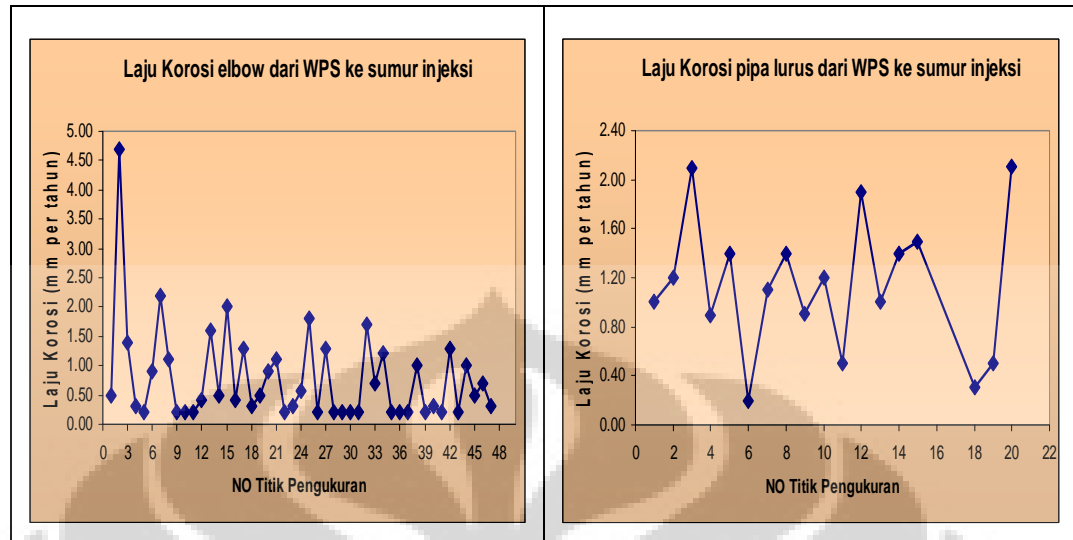 Laju Korosi elbow dari WPS ke sumur injeksi
Laju Korosi (mm per tahun)
5.00
4.50
4.00
3.50
3.00
2.50
2.00
1.50
1.00
0.50
0.00
0 3 6 9 12 15 18 21 24 27 30 33 36 39 42 45 48
NO Titik Pengukuran
Laju Korosi pipa lurus dari WPS ke sumur injeksi
Laju Korosi (mm per tahun)
2.40
2.00
1.60
1.20
0.80
0.40
0.00
0 2 4 6 8 10 12 14 16 18 20 22
NO Titik Pengukuran